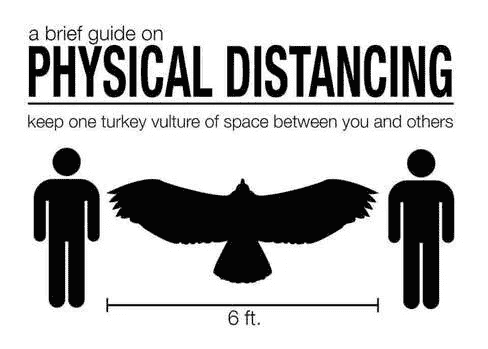 a brief guide on
PHYSICAL DISTANCING
keep one turkey vulture of space between you and others
6 ft.